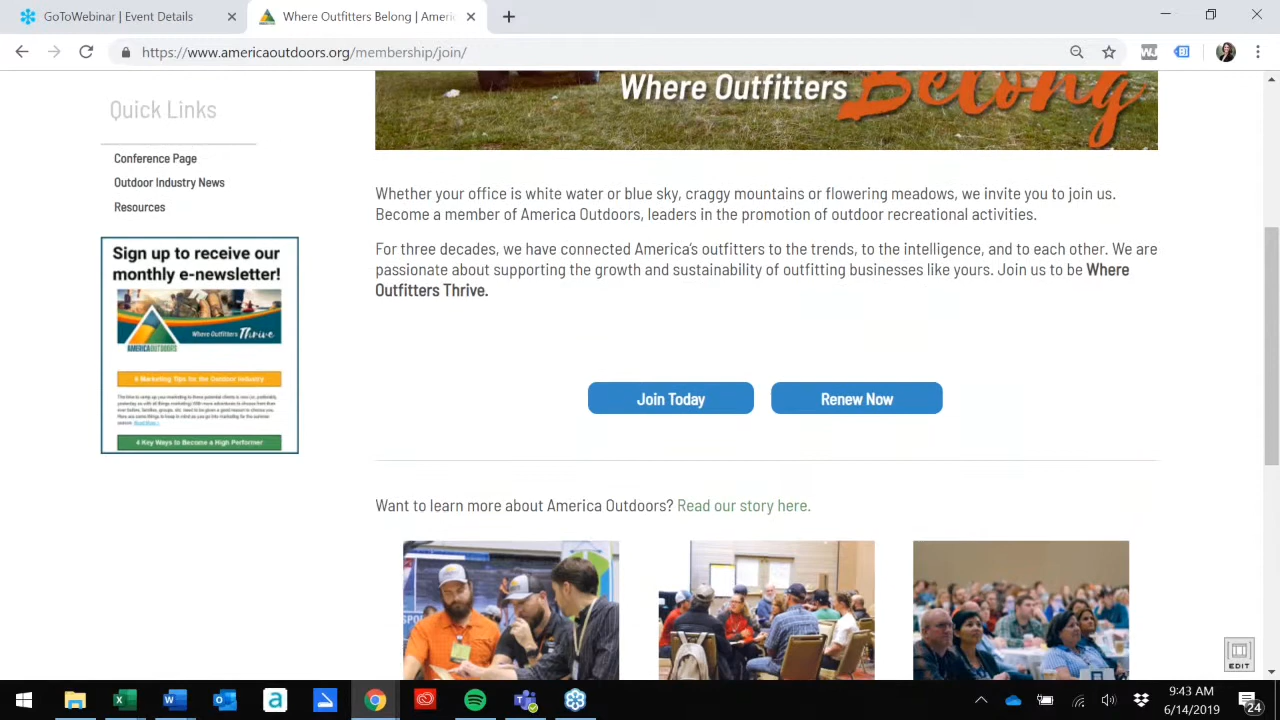 GoToWebinar | Event Details
Where Outfitters Belong | Ameri
https://www.americaoutdoors.org/membership/join/
Where Outfitters Belong
Quick Links
Conference Page
Outdoor Industry News
Resources
Sign up to receive our
monthly e-newsletter!
Where Outfitters Thrive
AMERICAOUTDOORS
4 Key Ways to Become a High Performer
Whether your office is white water or blue sky, craggy mountains or flowering meadows, we invite you to join us.
Become a member of America Outdoors, leaders in the promotion of outdoor recreational activities.
For three decades, we have connected America's outfitters to the trends, to the intelligence, and to each other. We are
passionate about supporting the growth and sustainability of outfitting businesses like yours. Join us to be Where
Outfitters Thrive.
Join Today
Renew Now
Want to learn more about America Outdoors? Read our story here.
EDIT
9:43 AM
6/14/2019
24